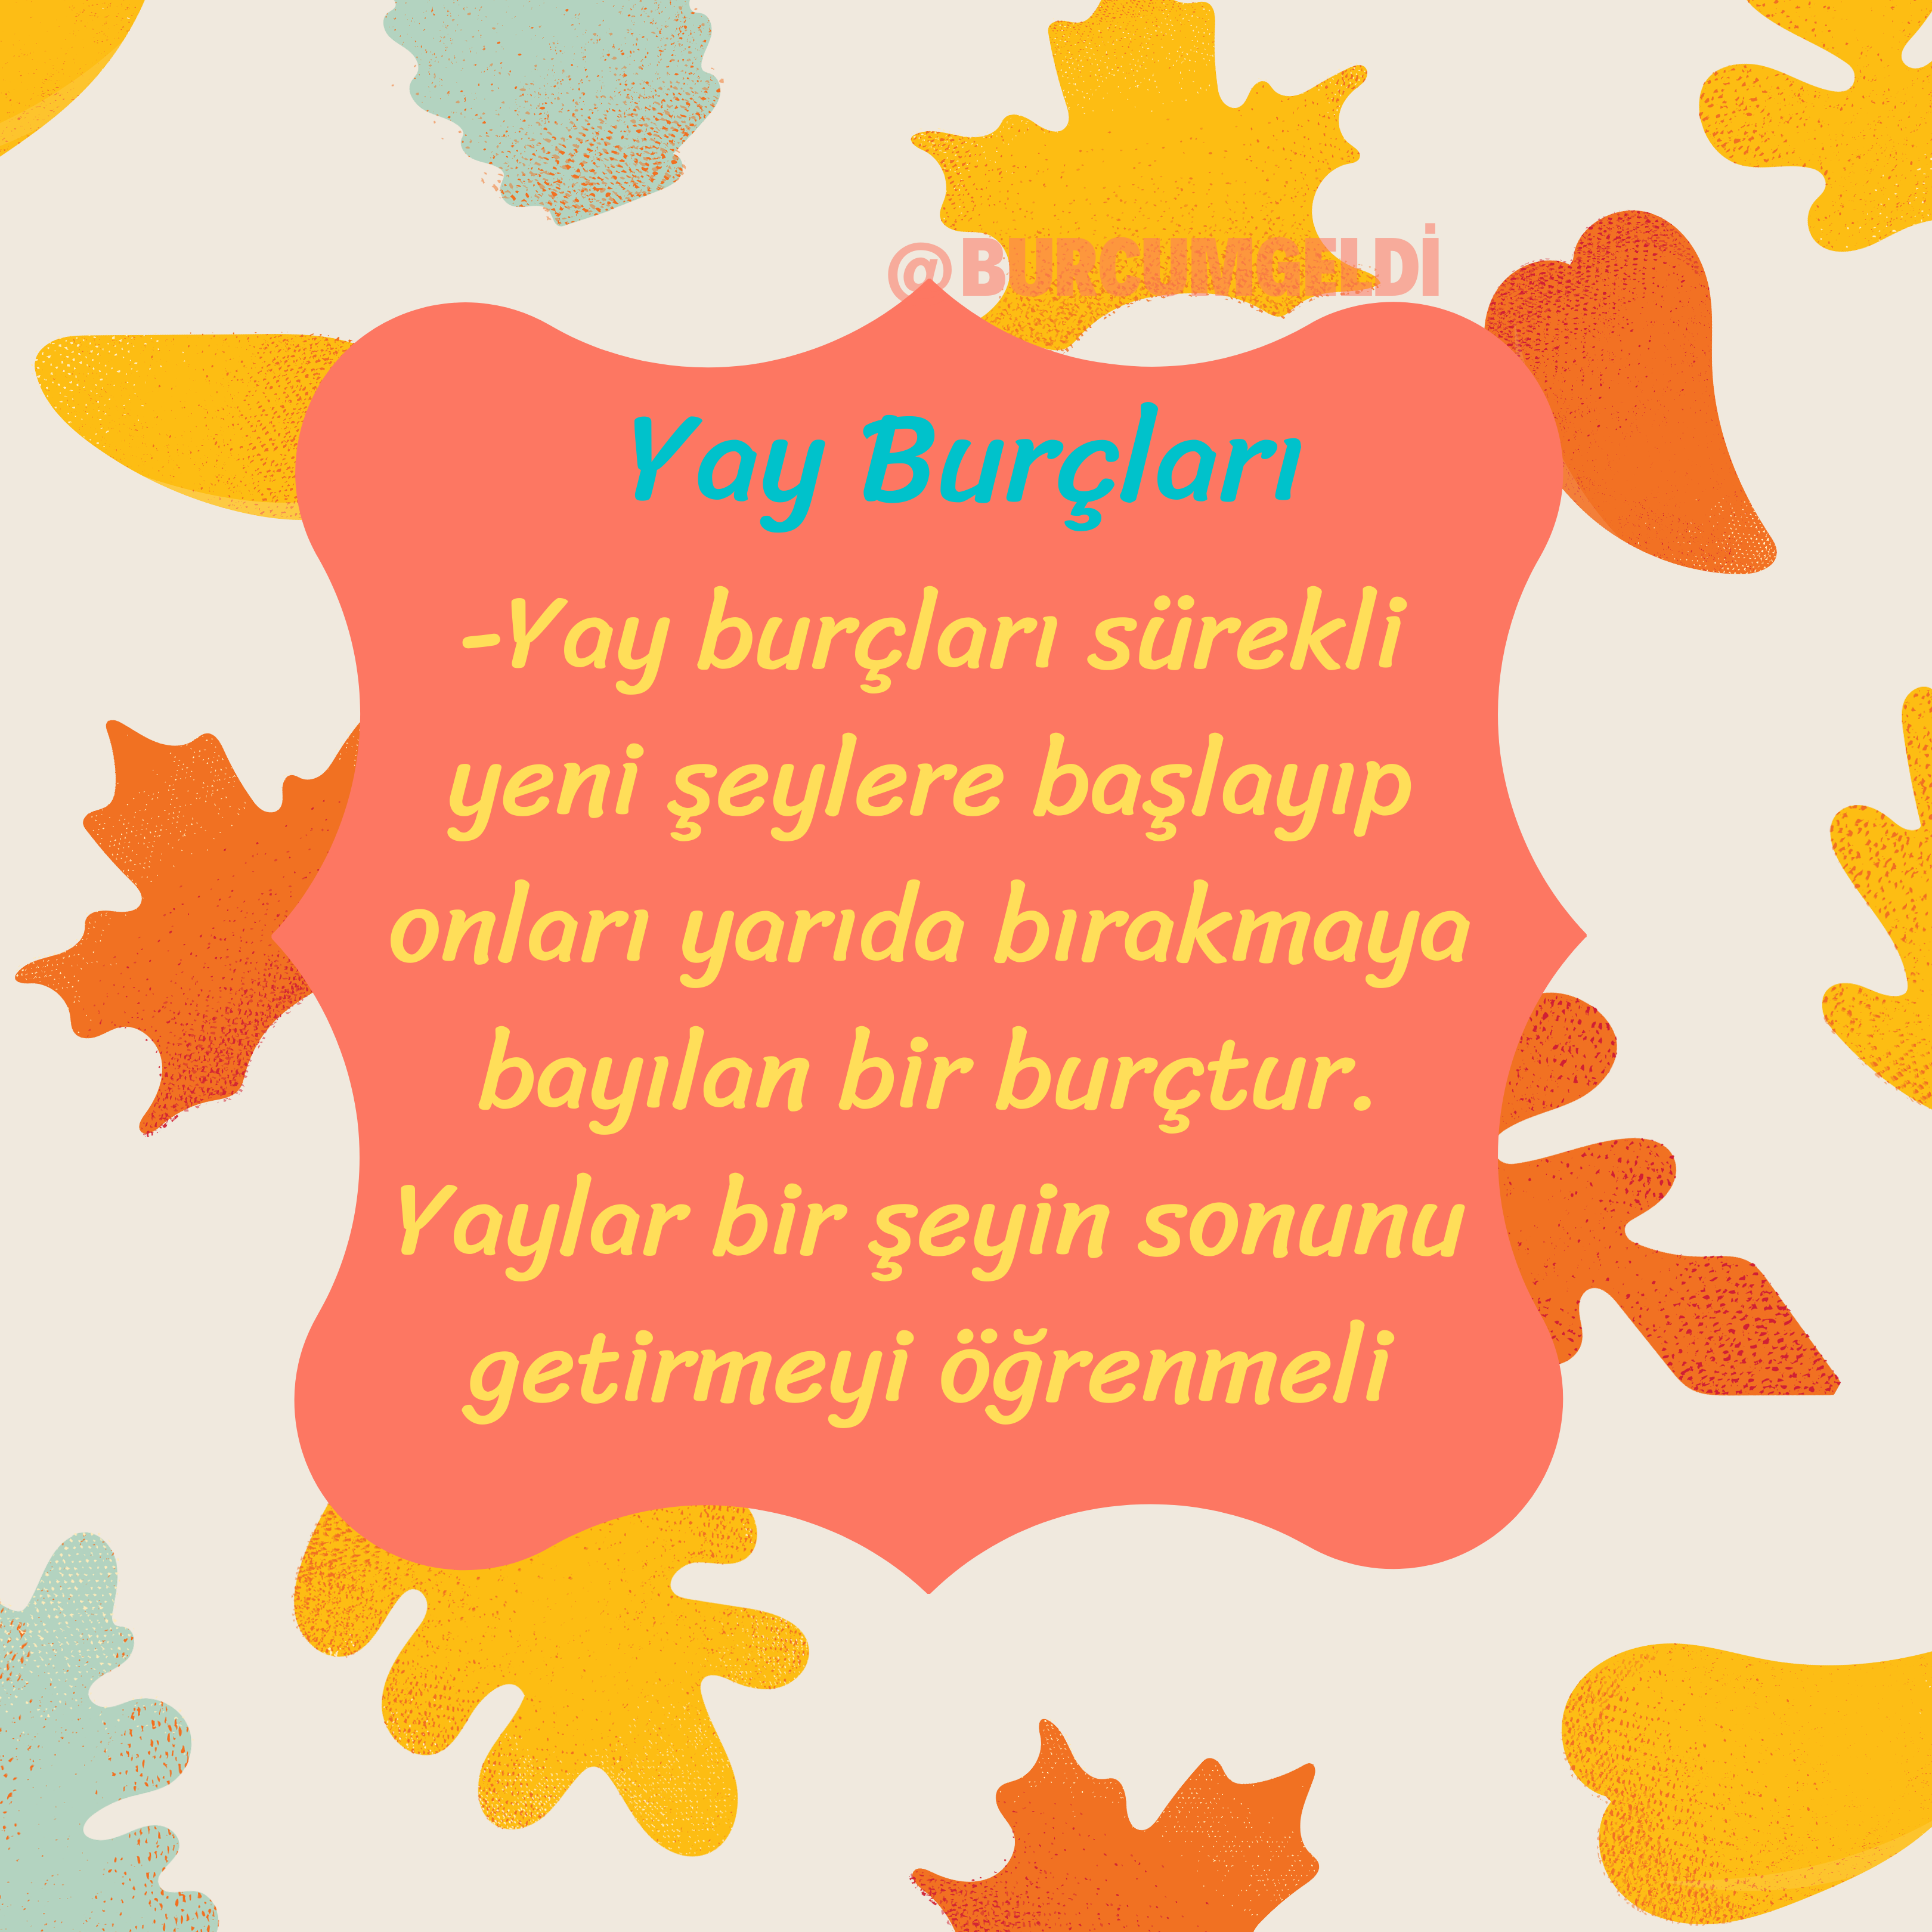 @BURCUMGELDİ
Yay Burçları
-Yay burçları sürekli
yeni şeylere başlayıp
onları yarıda bırakmaya
bayılan bir burçtur.
Yaylar bir şeyin sonunu
getirmeyi öğrenmeli